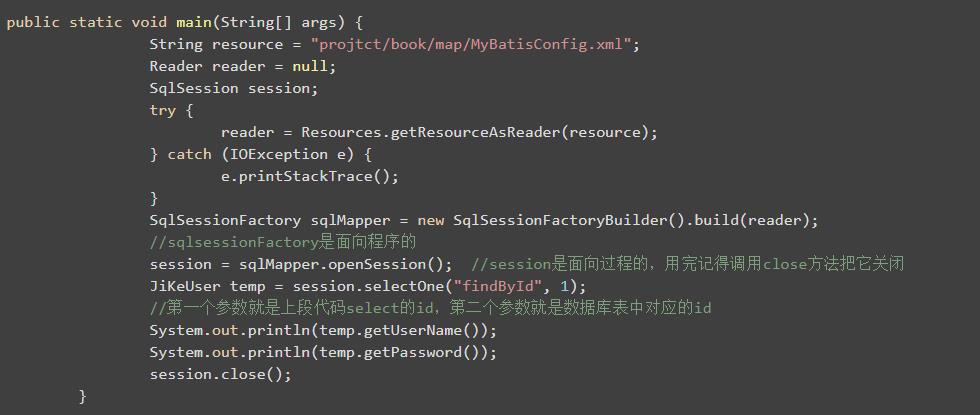 public static void main(String[] args) {
String resource = "projtct/book/map/MyBatisConfig.xml";
Reader reader = null;
SqlSession session;
try {
reader = Resources.getResourceAsReader(resource);
} catch (IOException e) {
e.printStackTrace();
}
SqlSessionFactory sqlMapper = new SqlSessionFactoryBuilder().build(reader);
//sqlsessionFactory是面向程序的
session = sqlMapper.openSession();  //session是面向过程的，用完记得调用close方法把它关闭
JiKeUser temp = session.selectOne("findById", 1);
//第一个参数就是上段代码select的id，第二个参数就是数据库表中对应的id
System.out.println(temp.getUserName());
System.out.println(temp.getPassword());
session.close();
}